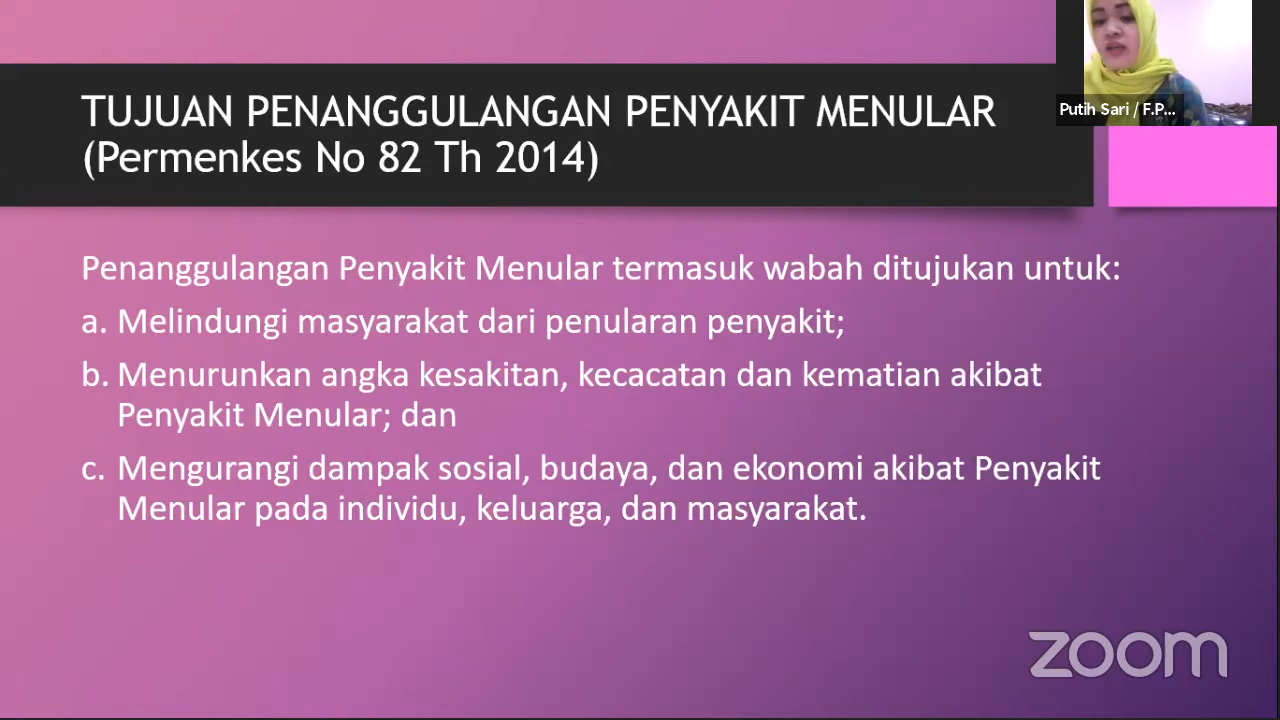 TUJUAN PENANGGULANGAN PENYAKIT MENULAR
(Permenkes No 82 Th 2014)
Putih Sari / F.P...
Penanggulangan Penyakit Menular termasuk wabah ditujukan untuk:
a. Melindungi masyarakat dari penularan penyakit;
b. Menurunkan angka kesakitan, kecacatan dan kematian akibat
Penyakit Menular; dan
c. Mengurangi dampak sosial, budaya, dan ekonomi akibat Penyakit
Menular pada individu, keluarga, dan masyarakat.
zoom